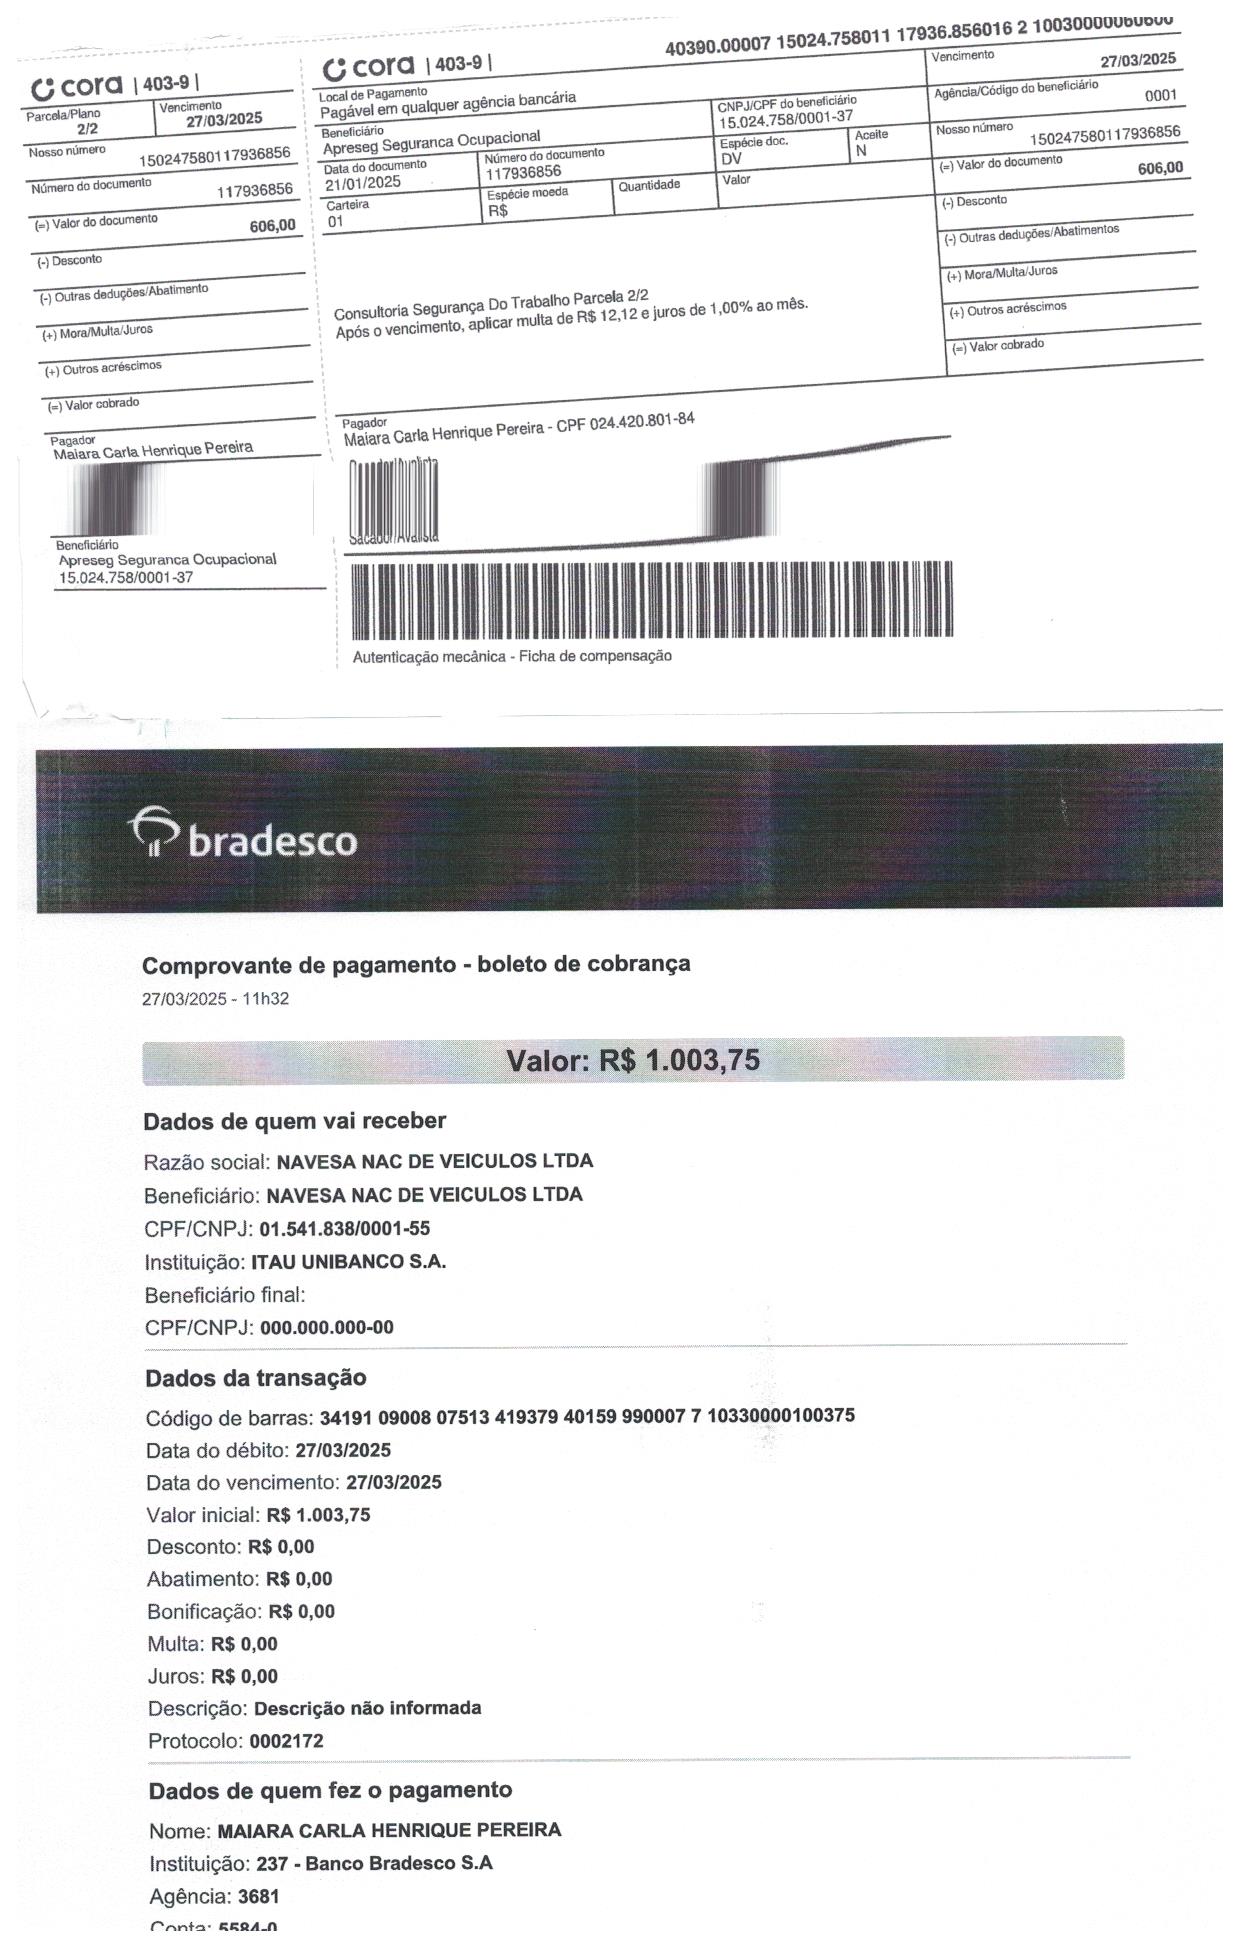 cora | 403-9 |
Parcela/Plano
2/2
Vencimento
27/03/2025
Nosso número
150247580117936856
Número do documento
117936856
(=) Valor do documento
606,00
(-) Desconto
(-) Outras deduções/Abatimento
(+) Mora/Multa/Juros
(+) Outros acréscimos
(=) Valor cobrado
Pagador
Maiara Carla Henrique Pereira
Beneficiário
Apreseg Seguranca Ocupacional
15.024.758/0001-37
cora | 403-9 |
40390.00007 15024.758011 17936.856016 2 10030000060600
Local de Pagamento
Pagável em qualquer agência bancária
Vencimento
27/03/2025
Beneficiário
Apreseg Seguranca Ocupacional
CNPJ/CPF do beneficiário
15.024.758/0001-37
Agência/Código do beneficiário
0001
Data do documento
21/01/2025
Número do documento
117936856
Espécie doc.
DV
Aceite
N
Nosso número
150247580117936856
Carteira
01
Espécie moeda
R$
Quantidade
Valor
(=) Valor do documento
606,00
(-) Desconto
(-) Outras deduções/Abatimentos
(+) Mora/Multa/Juros
(+) Outros acréscimos
(=) Valor cobrado
Consultoria Segurança Do Trabalho Parcela 2/2
Após o vencimento, aplicar multa de R$ 12,12 e juros de 1,00% ao mês.
Pagador
Maiara Carla Henrique Pereira - CPF 024.420.801-84
Sacador/Avalista
Autenticação mecânica - Ficha de compensação
bradesco
Comprovante de pagamento - boleto de cobrança
27/03/2025 - 11h32
Valor: R$ 1.003,75
Dados de quem vai receber
Razão social: NAVESA NAC DE VEICULOS LTDA
Beneficiário: NAVESA NAC DE VEICULOS LTDA
CPF/CNPJ: 01.541.838/0001-55
Instituição: ITAU UNIBANCO S.A.
Beneficiário final:
CPF/CNPJ: 000.000.000-00
Dados da transação
Código de barras: 34191 09008 07513 419379 40159 990007 7 10330000100375
Data do débito: 27/03/2025
Data do vencimento: 27/03/2025
Valor inicial: R$ 1.003,75
Desconto: R$ 0,00
Abatimento: R$ 0,00
Bonificação: R$ 0,00
Multa: R$ 0,00
Juros: R$ 0,00
Descrição: Descrição não informada
Protocolo: 0002172
Dados de quem fez o pagamento
Nome: MAIARA CARLA HENRIQUE PEREIRA
Instituição: 237 - Banco Bradesco S.A
Agência: 3681
Conta: 5584-0